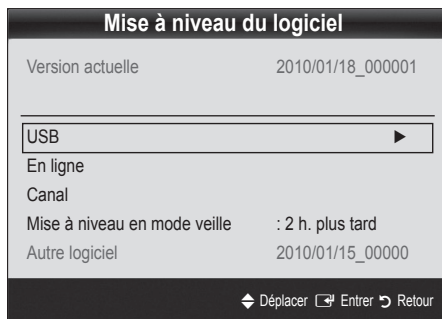 Mise à niveau du logiciel
Version actuelle 2010/01/18_000001
USB ►
En ligne
Canal
Mise à niveau en mode veille : 2 h. plus tard
Autre logiciel 2010/01/15_00000
Déplacer Entrer Retour